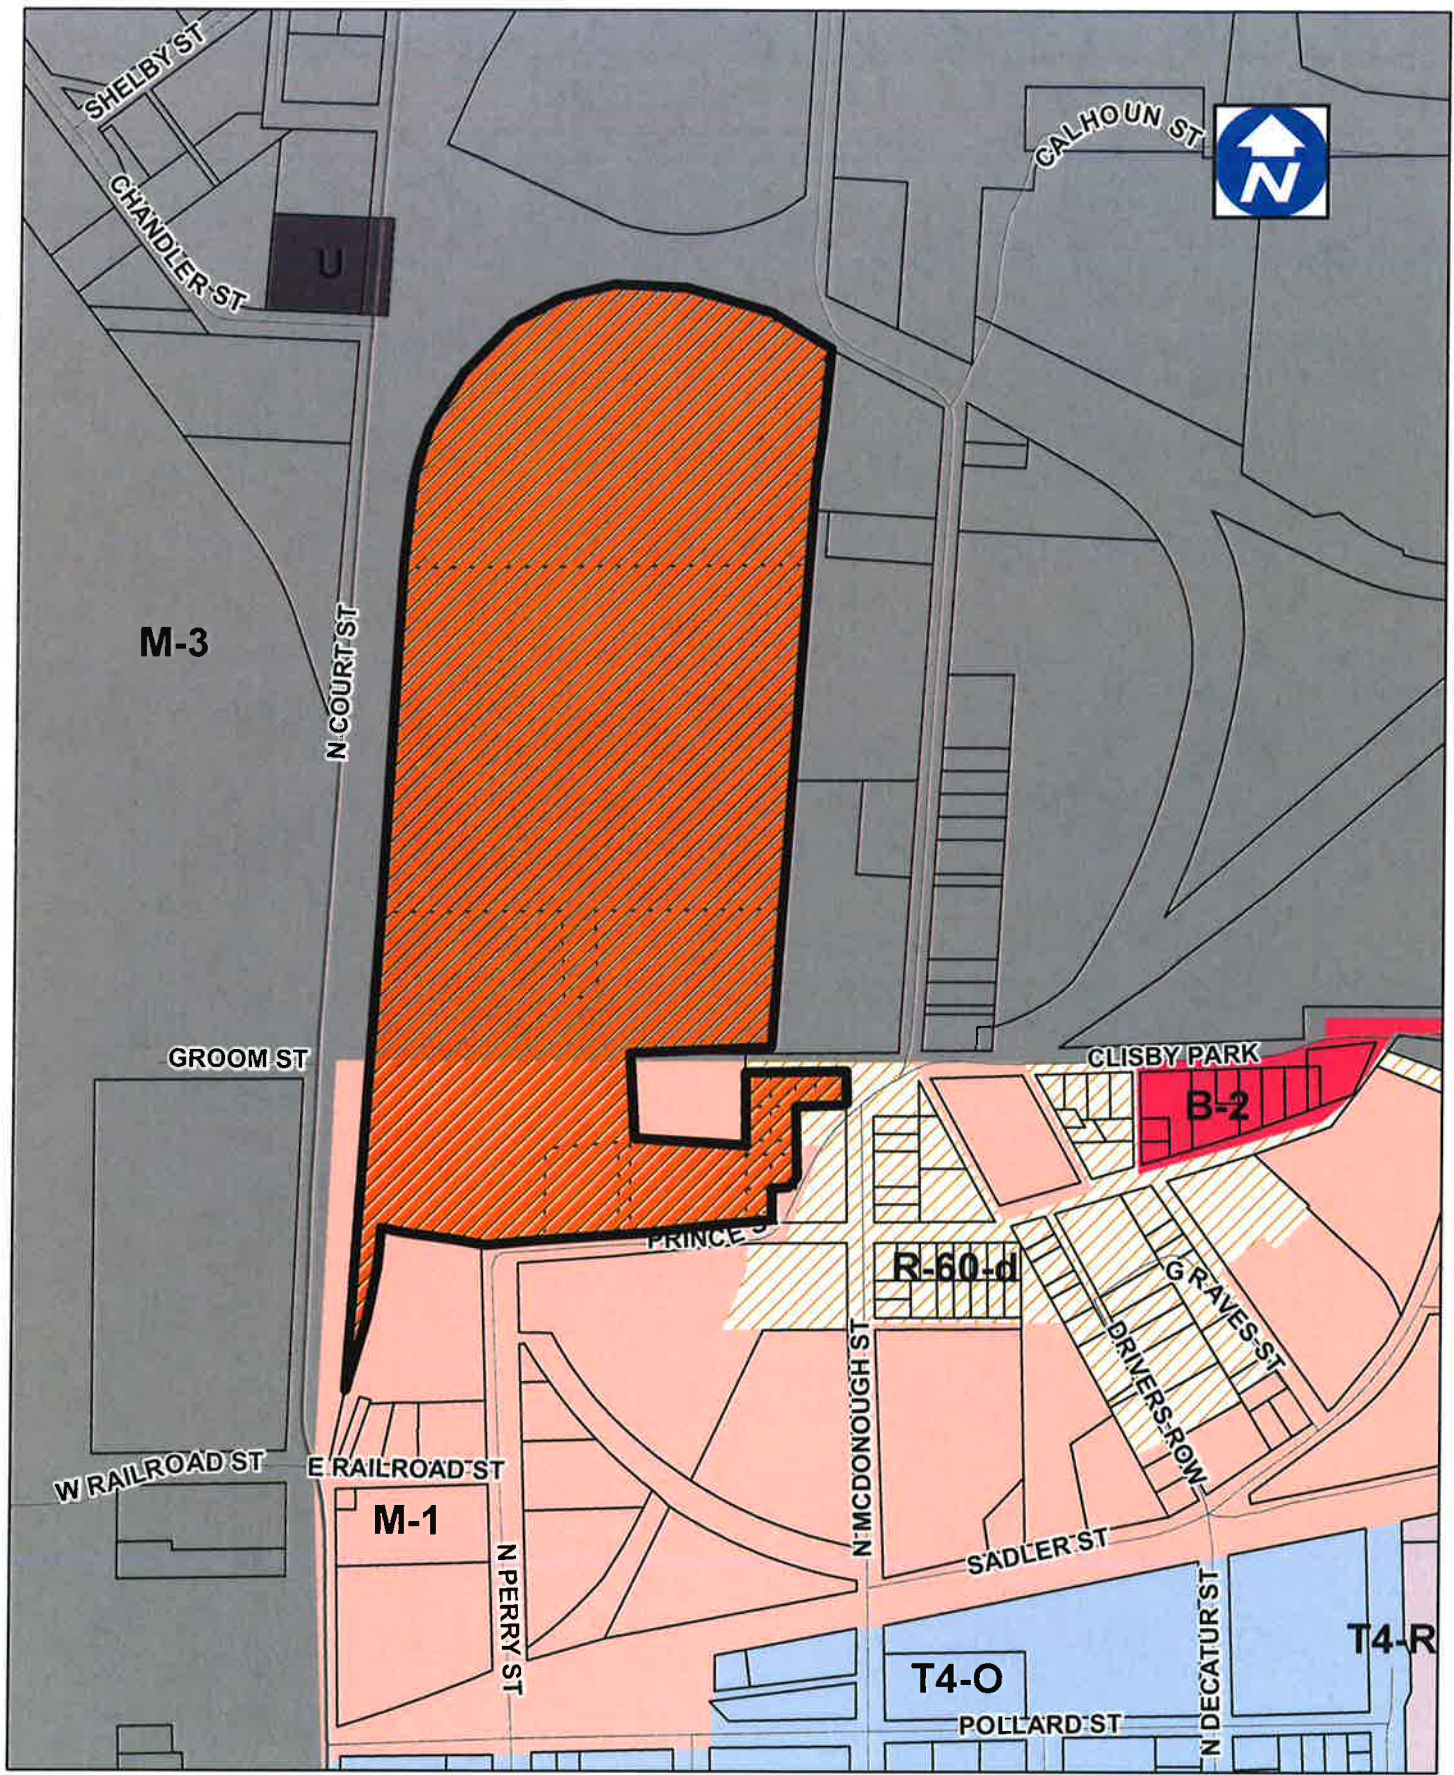 SHELBY ST
CALHOUN ST
N
CHANDLER ST
U
M-3
N COURT ST
GROOM ST
CLISBY PARK
B-2
PRINCE S
R-60-d
GRAVES ST
DRIVERS ROW
N MCDONOUGH ST
W RAILROAD ST
E RAILROAD ST
M-1
SADLER ST
N PERRY ST
N DECATUR ST
T4-R
T4-O
POLLARD ST